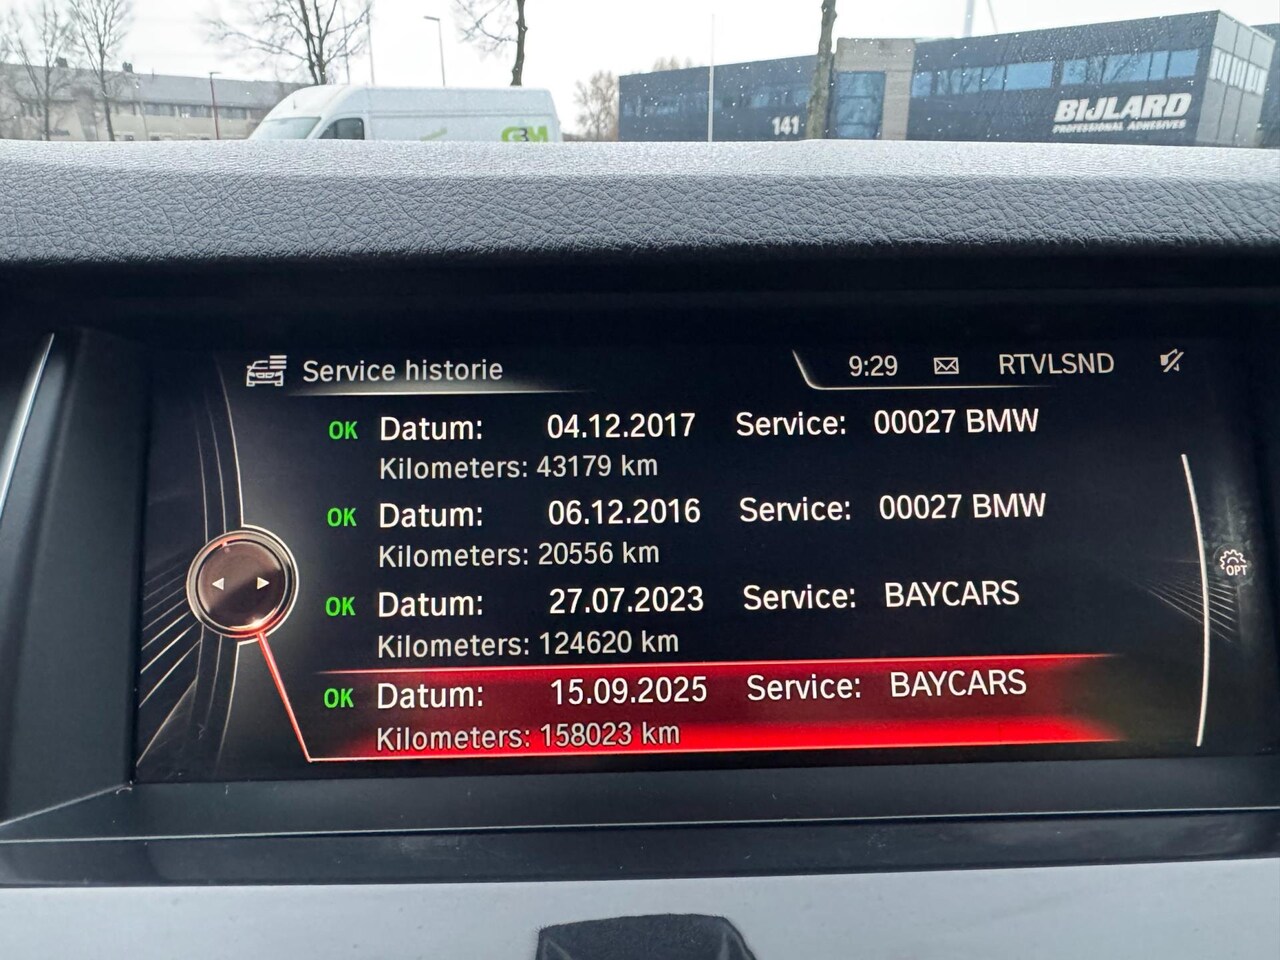 BIJLARD
PROFESSIONAL ADHESIVES
141
GBM
Service historie
9:29 RTVLSND
OK Datum: 04.12.2017 Service: 00027 BMW
Kilometers: 43179 km
OK Datum: 06.12.2016 Service: 00027 BMW
Kilometers: 20556 km
OK Datum: 27.07.2023 Service: BAYCARS
Kilometers: 124620 km
OK Datum: 15.09.2025 Service: BAYCARS
Kilometers: 158023 km
OPT